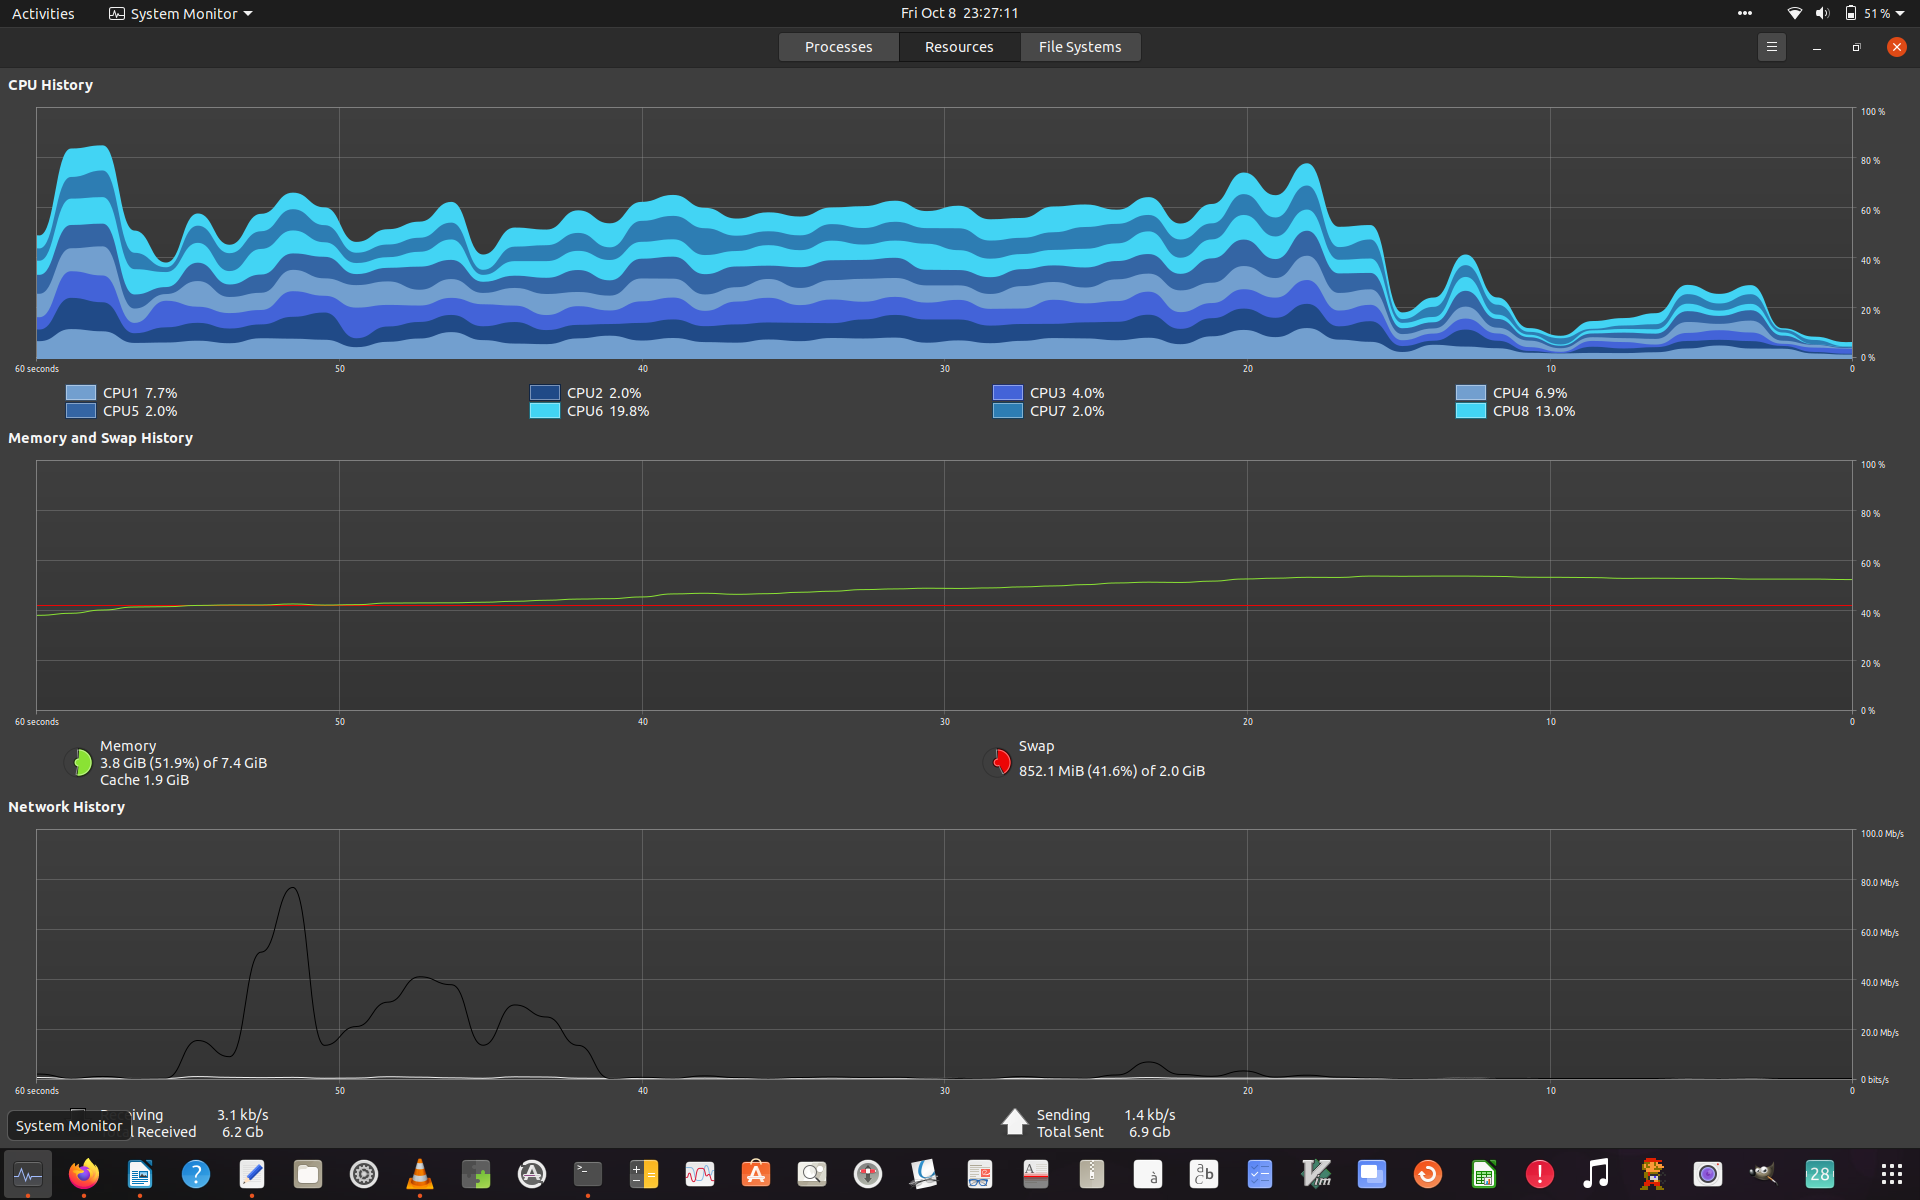 Activities
System Monitor
Fri Oct 8 23:27:11
51 %
Processes
Resources
File Systems
CPU History
100 %
80 %
60 %
40 %
20 %
0 %
60 seconds
50
40
30
20
10
0
CPU1 7.7%
CPU2 2.0%
CPU3 4.0%
CPU4 6.9%
CPU5 2.0%
CPU6 19.8%
CPU7 2.0%
CPU8 13.0%
Memory and Swap History
100 %
80 %
60 %
40 %
20 %
0 %
60 seconds
50
40
30
20
10
0
Memory
3.8 GiB (51.9%) of 7.4 GiB
Cache 1.9 GiB
Swap
852.1 MiB (41.6%) of 2.0 GiB
Network History
100.0 Mb/s
80.0 Mb/s
60.0 Mb/s
40.0 Mb/s
20.0 Mb/s
0 bits/s
60 seconds
50
40
30
20
10
0
3.1 kb/s
Received 6.2 Gb
Sending 1.4 kb/s
Total Sent 6.9 Gb
System Monitor
28